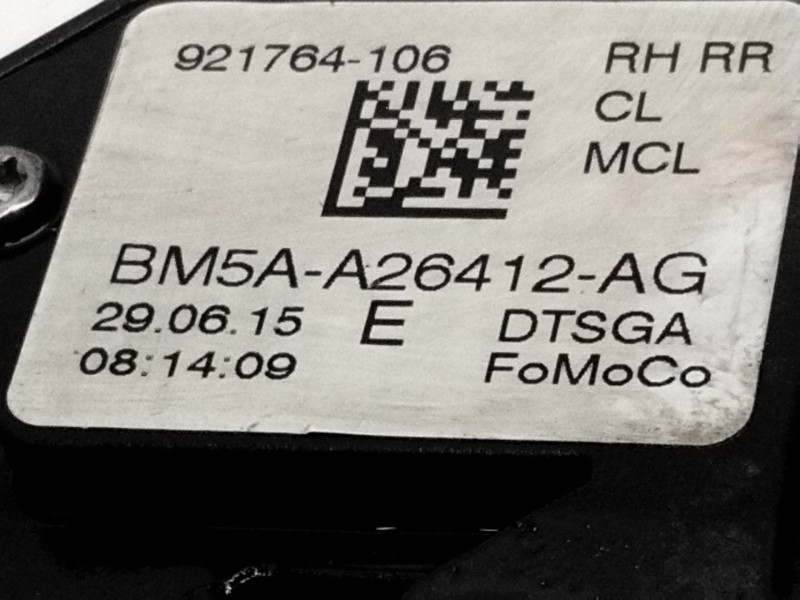 921764-106 RH RR
CL
MCL
BM5A-A26412-AG
29.06.15 E DTSGA
08:14:09 FoMoCo